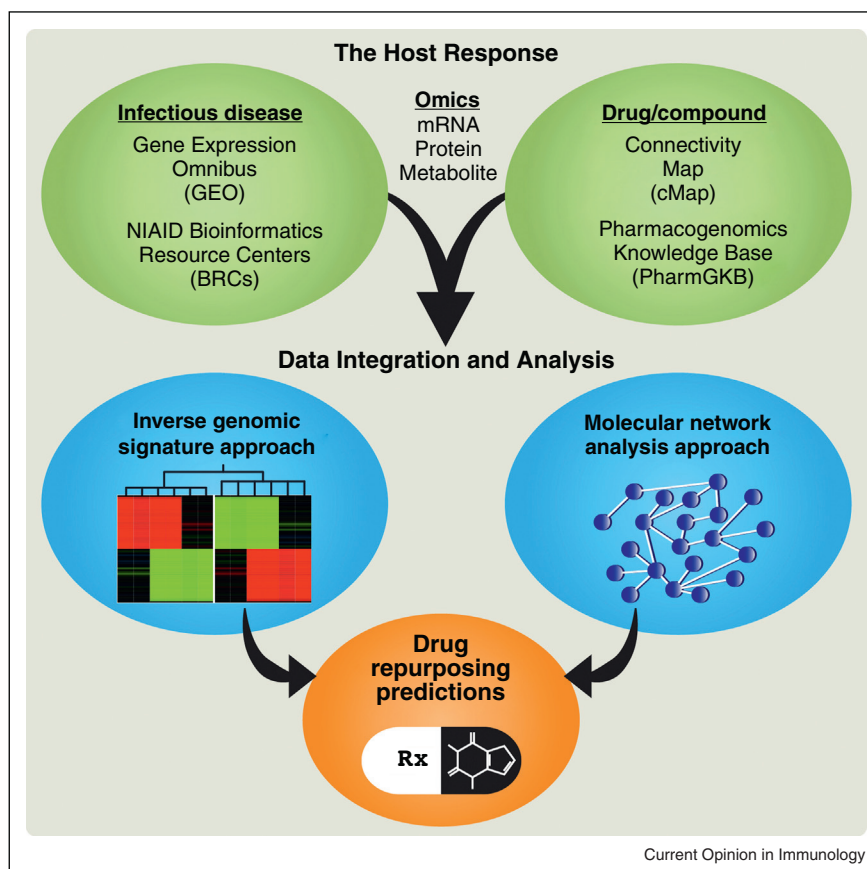 The Host Response
Infectious disease
Gene Expression
Omnibus
(GEO)
NIAID Bioinformatics
Resource Centers
(BRCs)
Omics
mRNA
Protein
Metabolite
Drug/compound
Connectivity
Map
(cMap)
Pharmacogenomics
Knowledge Base
(PharmGKB)
Data Integration and Analysis
Inverse genomic
signature approach
Molecular network
analysis approach
Drug
repurposing
predictions
Rx
Current Opinion in Immunology